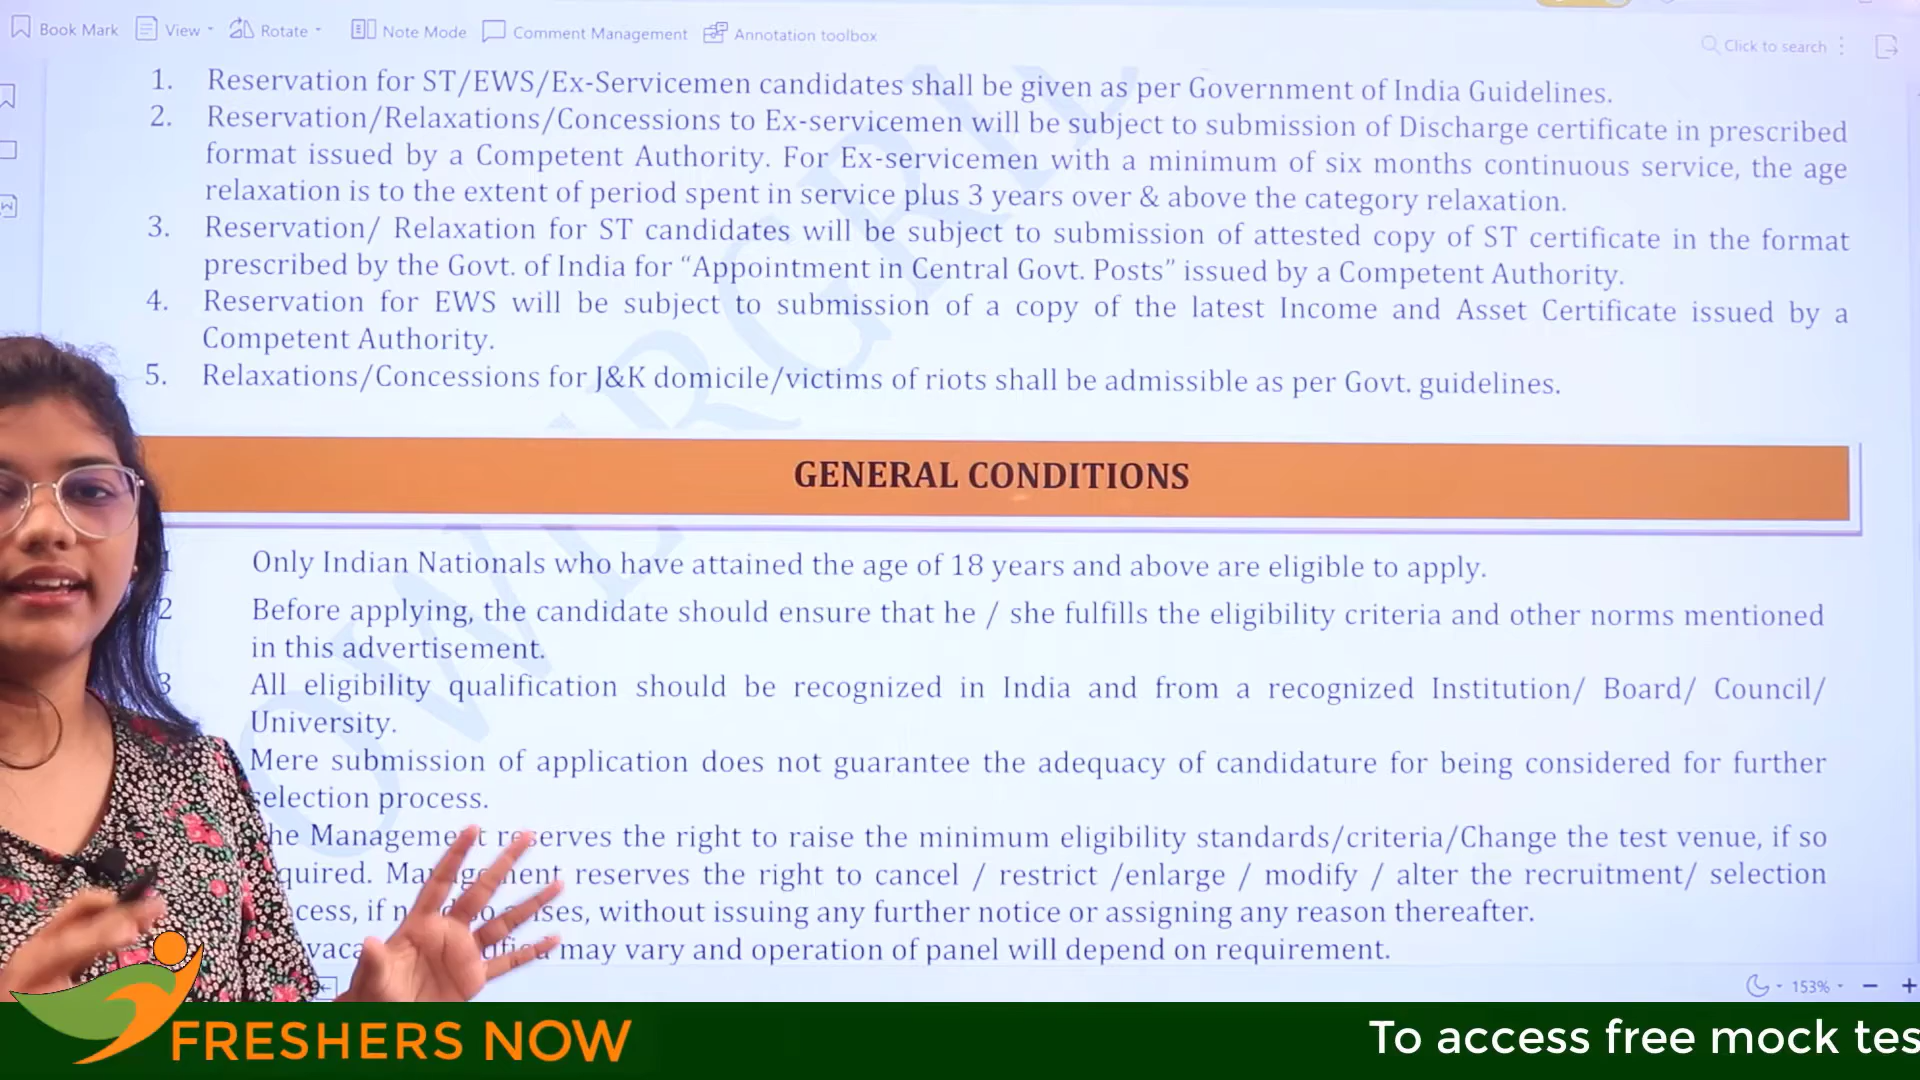 Book Mark View Rotate Note Mode Comment Management Annotation toolbox Click to search
1. Reservation for ST/EWS/Ex-Servicemen candidates shall be given as per Government of India Guidelines.
2. Reservation/Relaxations/Concessions to Ex-servicemen will be subject to submission of Discharge certificate in prescribed
format issued by a Competent Authority. For Ex-servicemen with a minimum of six months continuous service, the age
relaxation is to the extent of period spent in service plus 3 years over & above the category relaxation.
3. Reservation/ Relaxation for ST candidates will be subject to submission of attested copy of ST certificate in the format
prescribed by the Govt. of India for “Appointment in Central Govt. Posts” issued by a Competent Authority.
4. Reservation for EWS will be subject to submission of a copy of the latest Income and Asset Certificate issued by a
Competent Authority.
5. Relaxations/Concessions for J&K domicile/victims of riots shall be admissible as per Govt. guidelines.
GENERAL CONDITIONS
1 Only Indian Nationals who have attained the age of 18 years and above are eligible to apply.
2 Before applying, the candidate should ensure that he / she fulfills the eligibility criteria and other norms mentioned
in this advertisement.
3 All eligibility qualification should be recognized in India and from a recognized Institution/ Board/ Council/
University.
Mere submission of application does not guarantee the adequacy of candidature for being considered for further
selection process.
he Management reserves the right to raise the minimum eligibility standards/criteria/Change the test venue, if so
quired. Management reserves the right to cancel / restrict /enlarge / modify / alter the recruitment/ selection
cess, if without issuing any further notice or assigning any reason thereafter.
may vary and operation of panel will depend on requirement.
153%
FRESHERS NOW
To access free mock tes